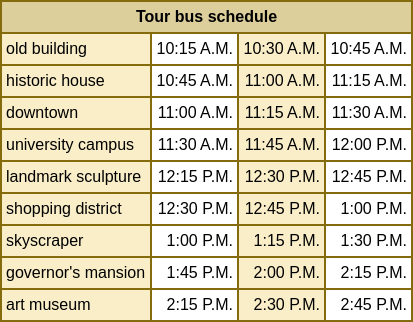 Tour bus schedule
old building 10:15 A.M. 10:30 A.M. 10:45 A.M.
historic house 10:45 A.M. 11:00 A.M. 11:15 A.M.
downtown 11:00 A.M. 11:15 A.M. 11:30 A.M.
university campus 11:30 A.M. 11:45 A.M. 12:00 P.M.
landmark sculpture 12:15 P.M. 12:30 P.M. 12:45 P.M.
shopping district 12:30 P.M. 12:45 P.M. 1:00 P.M.
skyscraper 1:00 P.M. 1:15 P.M. 1:30 P.M.
governor's mansion 1:45 P.M. 2:00 P.M. 2:15 P.M.
art museum 2:15 P.M. 2:30 P.M. 2:45 P.M.